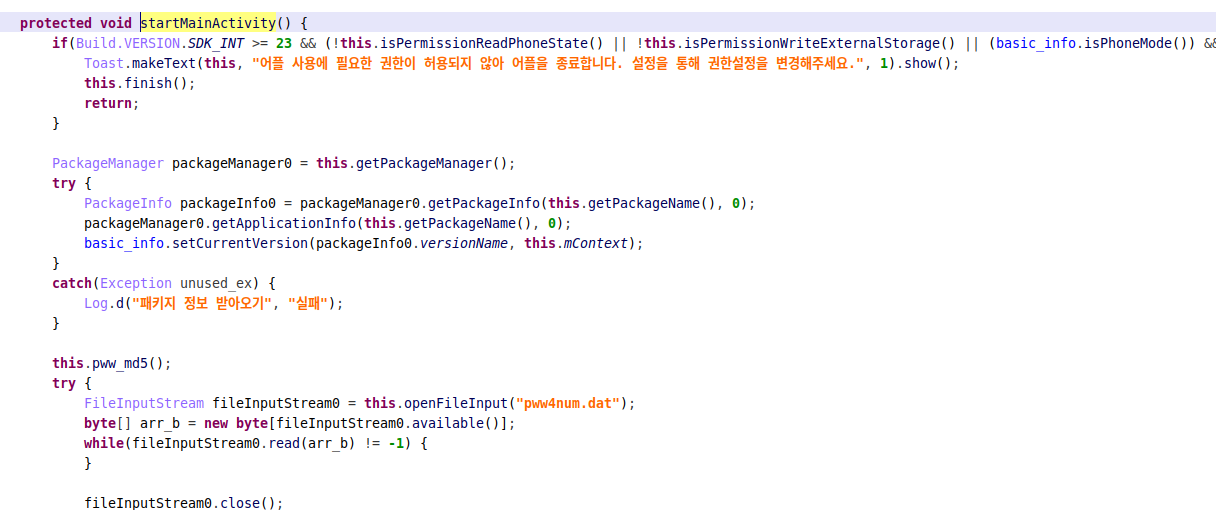 protected void startMainActivity() {
if(Build.VERSION.SDK_INT >= 23 && (!this.isPermissionReadPhoneState() || !this.isPermissionWriteExternalStorage() || (basic_info.isPhoneMode()) &&
Toast.makeText(this, "어플 사용에 필요한 권한이 허용되지 않아 어플을 종료합니다. 설정을 통해 권한설정을 변경해주세요.", 1).show();
this.finish();
return;
}
PackageManager packageManager0 = this.getPackageManager();
try {
PackageInfo packageInfo0 = packageManager0.getPackageInfo(this.getPackageName(), 0);
packageManager0.getApplicationInfo(this.getPackageName(), 0);
basic_info.setCurrentVersion(packageInfo0.versionName, this.mContext);
}
catch(Exception unused_ex) {
Log.d("패키지 정보 받아오기", "실패");
}
this.pww_md5();
try {
FileInputStream fileInputStream0 = this.openFileInput("pww4num.dat");
byte[] arr_b = new byte[fileInputStream0.available()];
while(fileInputStream0.read(arr_b) != -1) {
}
fileInputStream0.close();